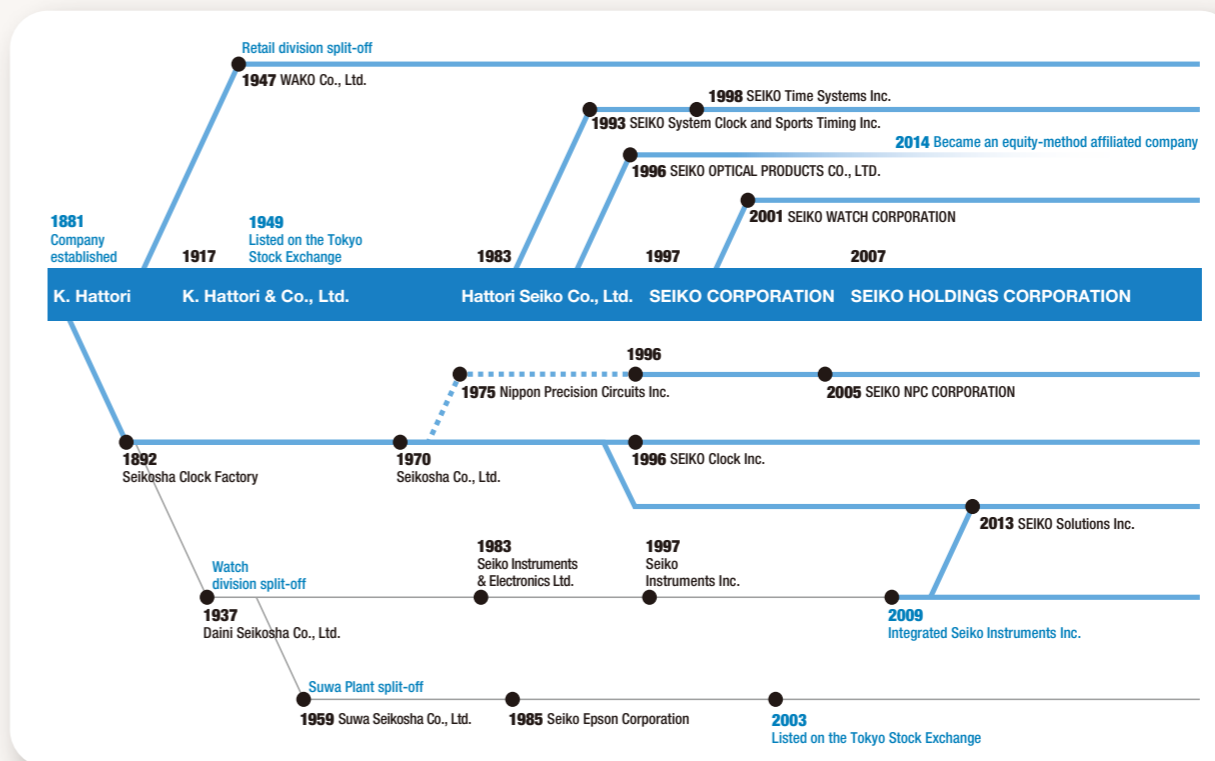 Retail division split-off
1947 WAKO Co., Ltd.
1998 SEIKO Time Systems Inc.
1993 SEIKO System Clock and Sports Timing Inc.
2014 Became an equity-method affiliated company
1996 SEIKO OPTICAL PRODUCTS CO., LTD.
2001 SEIKO WATCH CORPORATION
1881
Company
established
1917
1949
Listed on the Tokyo
Stock Exchange
1983
1997
2007
K. Hattori
K. Hattori & Co., Ltd.
Hattori Seiko Co., Ltd.
SEIKO CORPORATION
SEIKO HOLDINGS CORPORATION
1996
1975 Nippon Precision Circuits Inc.
2005 SEIKO NPC CORPORATION
1892
Seikosha Clock Factory
1970
Seikosha Co., Ltd.
1996 SEIKO Clock Inc.
2013 SEIKO Solutions Inc.
Watch
division split-off
1937
Daini Seikosha Co., Ltd.
1983
Seiko Instruments
& Electronics Ltd.
1997
Seiko
Instruments Inc.
2009
Integrated Seiko Instruments Inc.
Suwa Plant split-off
1959 Suwa Seikosha Co., Ltd.
1985 Seiko Epson Corporation
2003
Listed on the Tokyo Stock Exchange